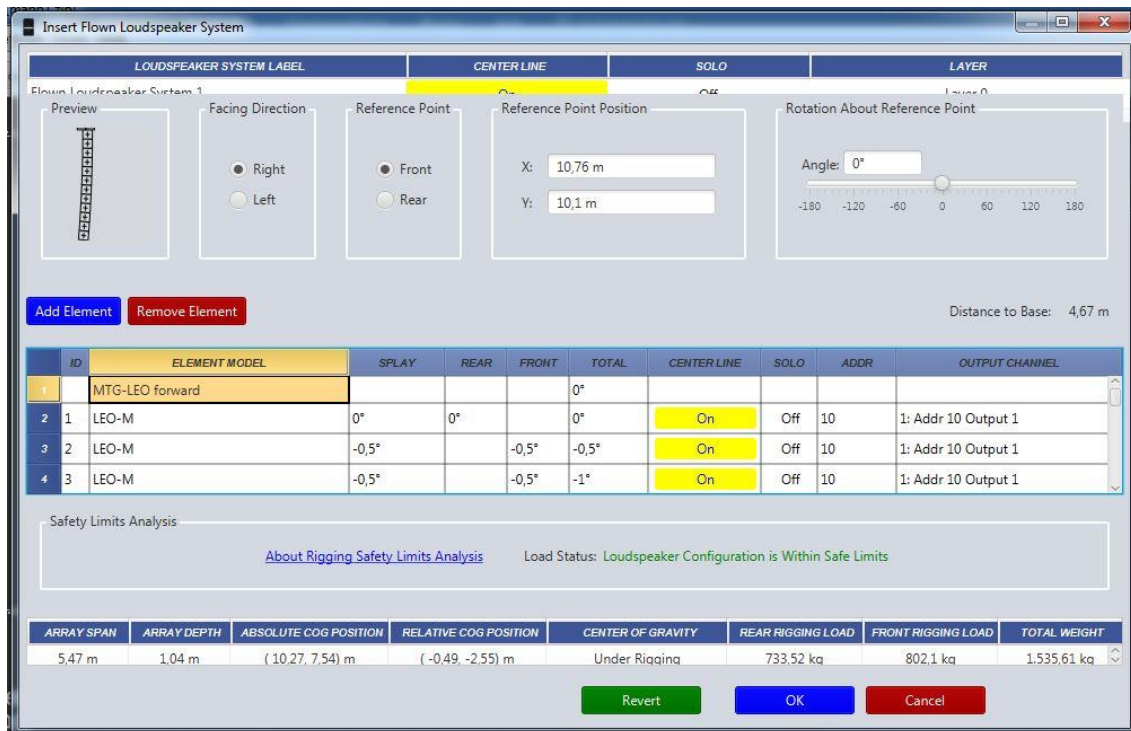 Insert Flown Loudspeaker System
LOUDSPEAKER SYSTEM LABEL CENTER LINE SOLO LAYER
Flown Loudspeaker System 1 On Off Layer 0
Preview Facing Direction Reference Point Reference Point Position Rotation About Reference Point
Right Front X: 10,76 m Angle: 0°
Left Rear Y: 10,1 m
-180 -120 -60 0 60 120 180
Add Element Remove Element Distance to Base: 4,67 m
ID ELEMENT MODEL SPLAY REAR FRONT TOTAL CENTER LINE SOLO ADDR OUTPUT CHANNEL
1 MTG-LEO forward 0°
2 1 LEO-M 0° 0° 0° On Off 10 1: Addr 10 Output 1
3 2 LEO-M -0,5° -0,5° -0,5° On Off 10 1: Addr 10 Output 1
4 3 LEO-M -0,5° -0,5° -1° On Off 10 1: Addr 10 Output 1
Safety Limits Analysis
About Rigging Safety Limits Analysis Load Status: Loudspeaker Configuration is Within Safe Limits
ARRAY SPAN ARRAY DEPTH ABSOLUTE COG POSITION RELATIVE COG POSITION CENTER OF GRAVITY REAR RIGGING LOAD FRONT RIGGING LOAD TOTAL WEIGHT
5,47 m 1,04 m ( 10,27, 7,54) m ( -0,49, -2,55) m Under Rigging 733,52 kg 802,1 kg 1.535,61 kg
Revert OK Cancel